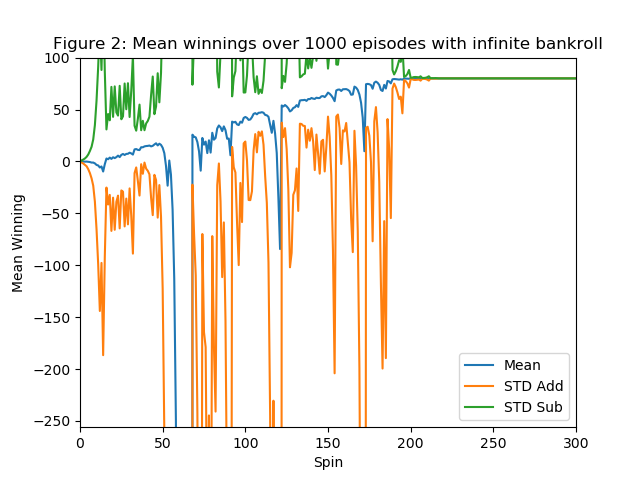 Figure 2: Mean winnings over 1000 episodes with infinite bankroll
100
50
0
−50
−100
−150
−200
−250
Mean Winning
0 50 100 150 200 250 300
Spin
Mean
STD Add
STD Sub